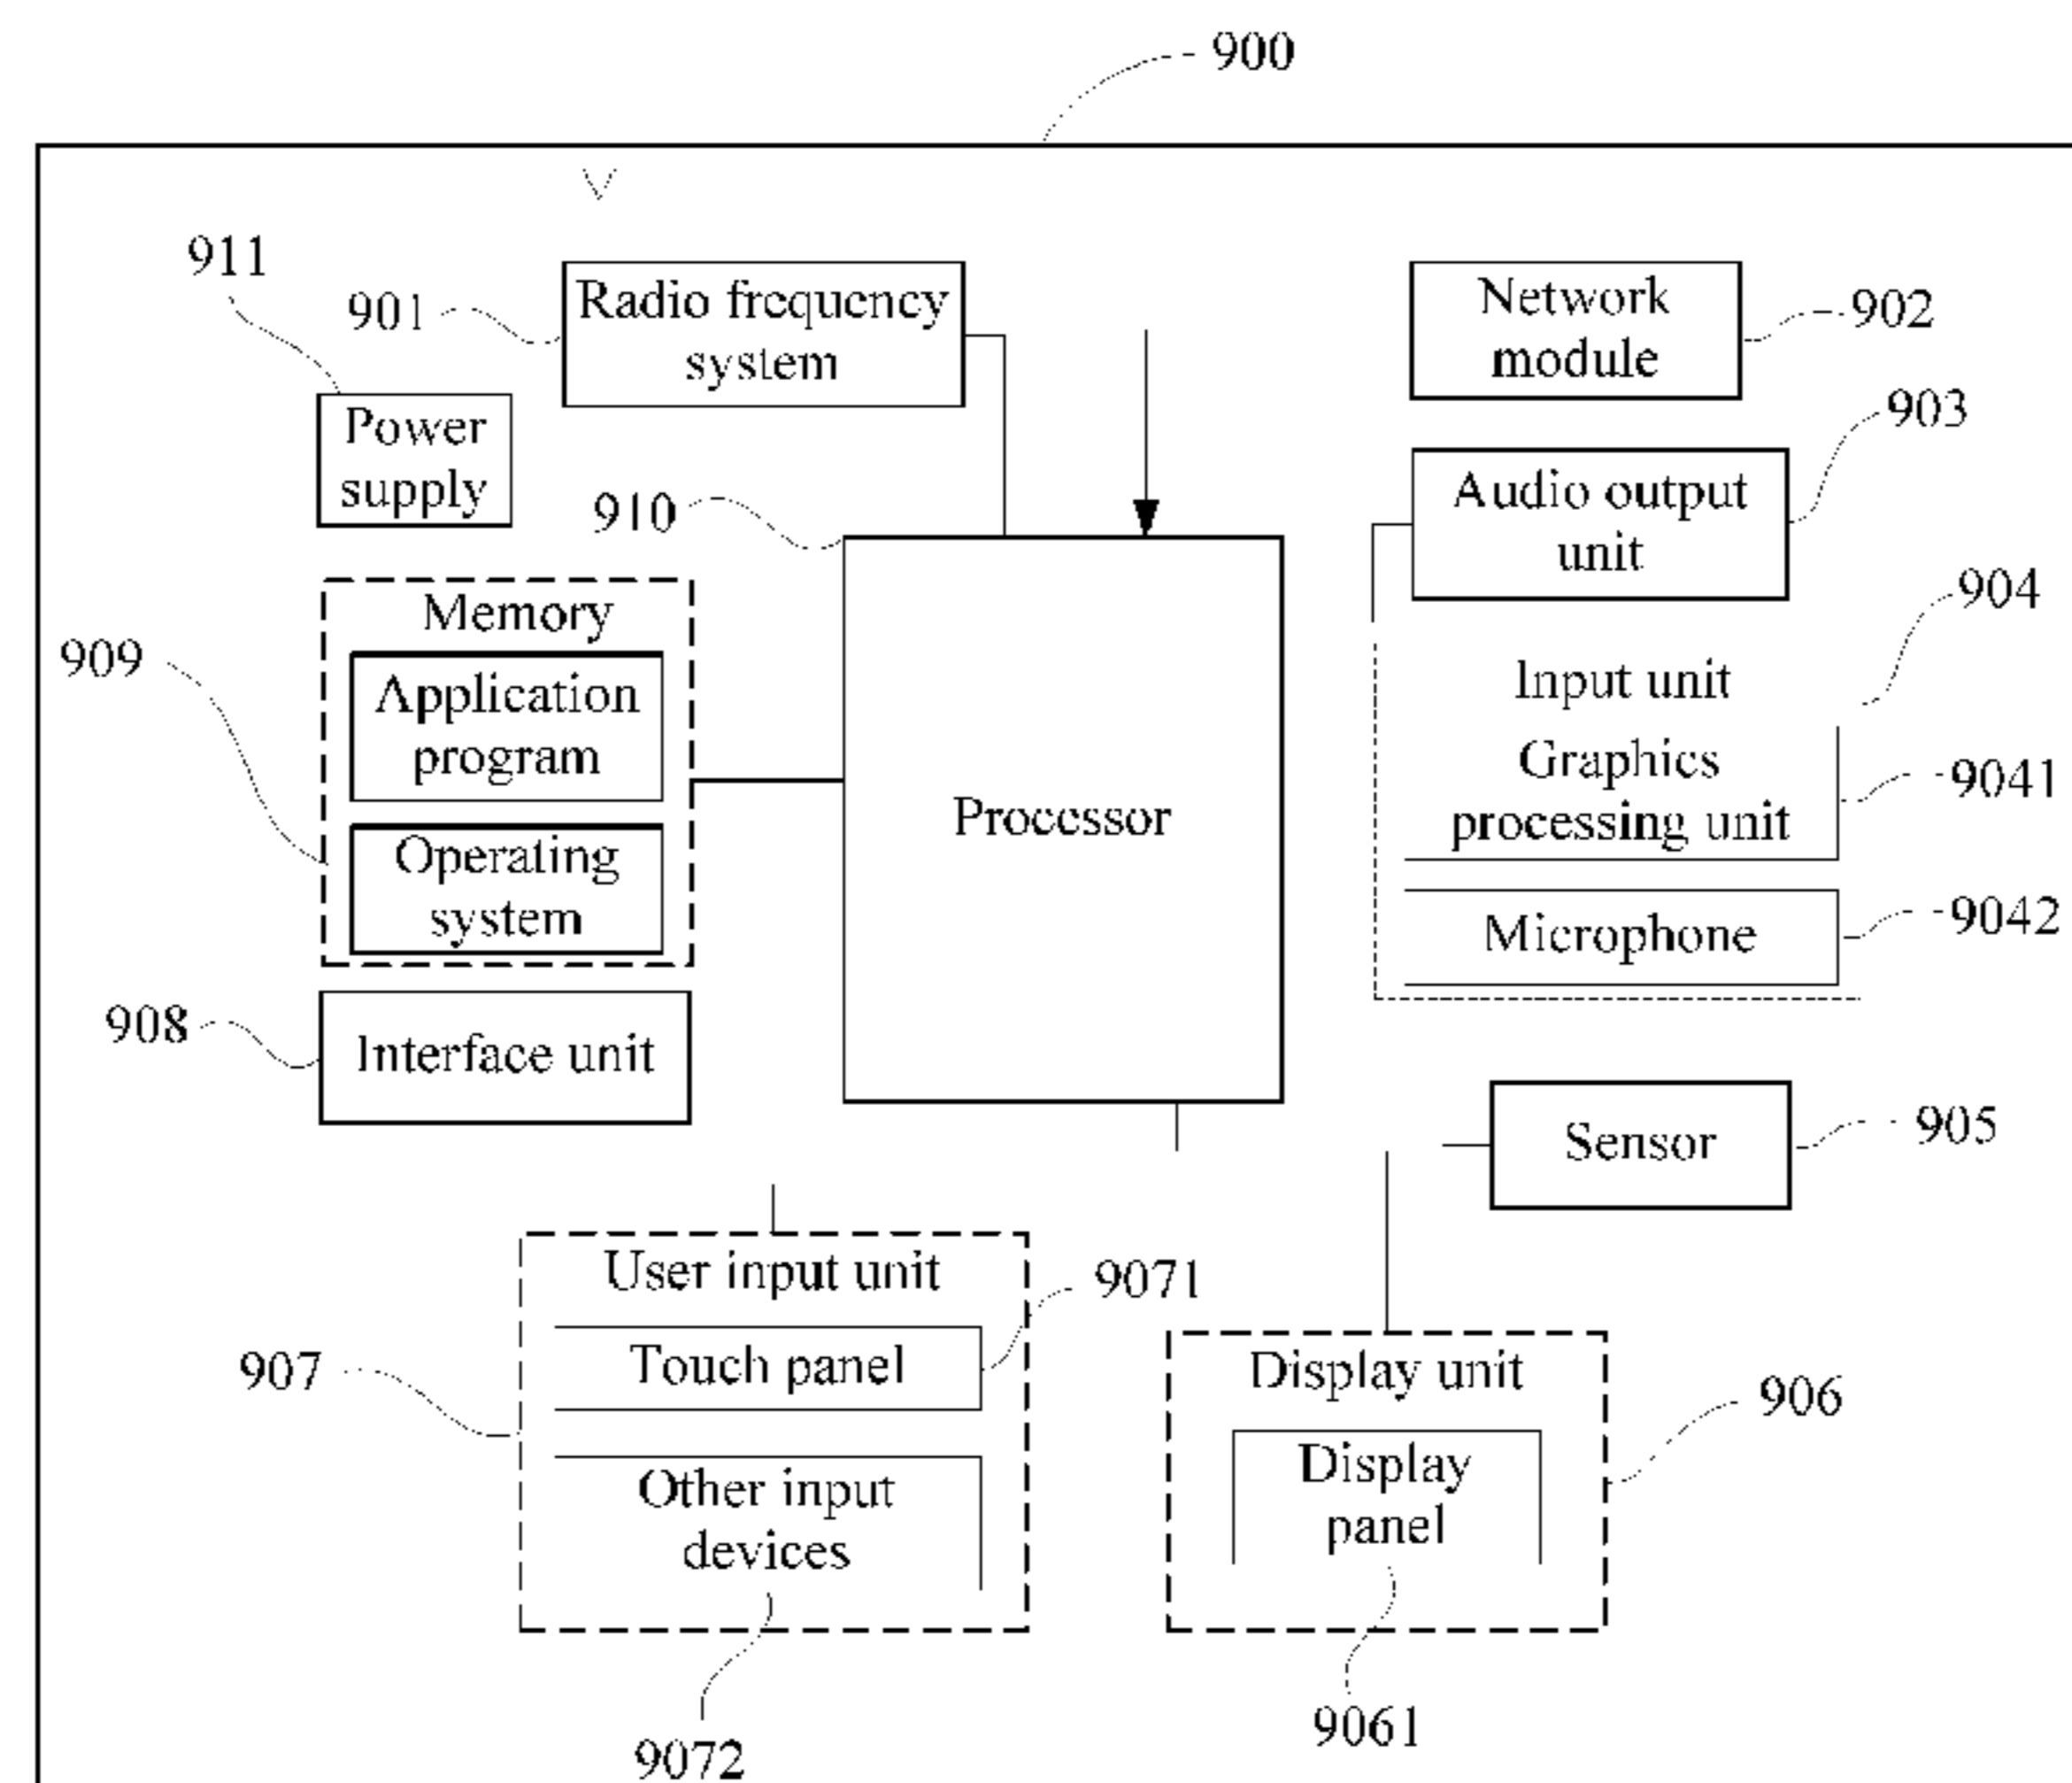 900
911
901
Radio frequency
system
Network
module
902
Power
supply
903
Audio output
unit
910
904
Memory
909
Application
program
Operating
system
Processor
Input unit
Graphics
processing unit
9041
Microphone
9042
908
Interface unit
Sensor
905
User input unit
9071
907
Touch panel
Other input
devices
9072
Display unit
906
Display
panel
9061